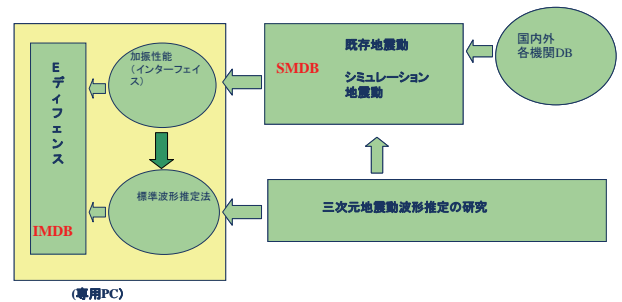 Eディフェンス
IMDB
加振性能
（インターフェイ
ス）
標準波形推定法
SMDB
既存地震動
シミュレーション
地震動
国内外
各機関DB
三次元地震動波形推定の研究
(専用PC）